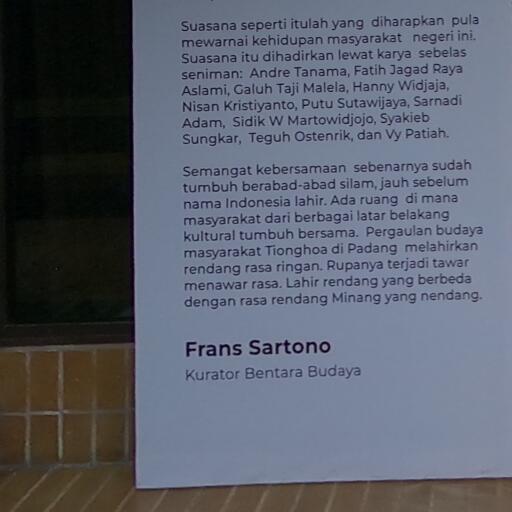 Suasana seperti itulah yang diharapkan pula
mewarnai kehidupan masyarakat negeri ini.
Suasana itu dihadirkan lewat karya sebelas
seniman: Andre Tanama, Fatih Jagad Raya
Aslami, Galuh Taji Malela, Hanny Widjaja,
Nisan Kristiyanto, Putu Sutawijaya, Sarnadi
Adam, Sidik W Martowidjojo, Syakieb
Sungkar, Teguh Ostenrik, dan Vy Patiah.
Semangat kebersamaan sebenarnya sudah
tumbuh berabad-abad silam, jauh sebelum
nama Indonesia lahir. Ada ruang di mana
masyarakat dari berbagai latar belakang
kultural tumbuh bersama. Pergaulan budaya
masyarakat Tionghoa di Padang melahirkan
rendang rasa ringan. Rupanya terjadi tawar
menawar rasa. Lahir rendang yang berbeda
dengan rasa rendang Minang yang nendang.
Frans Sartono
Kurator Bentara Budaya